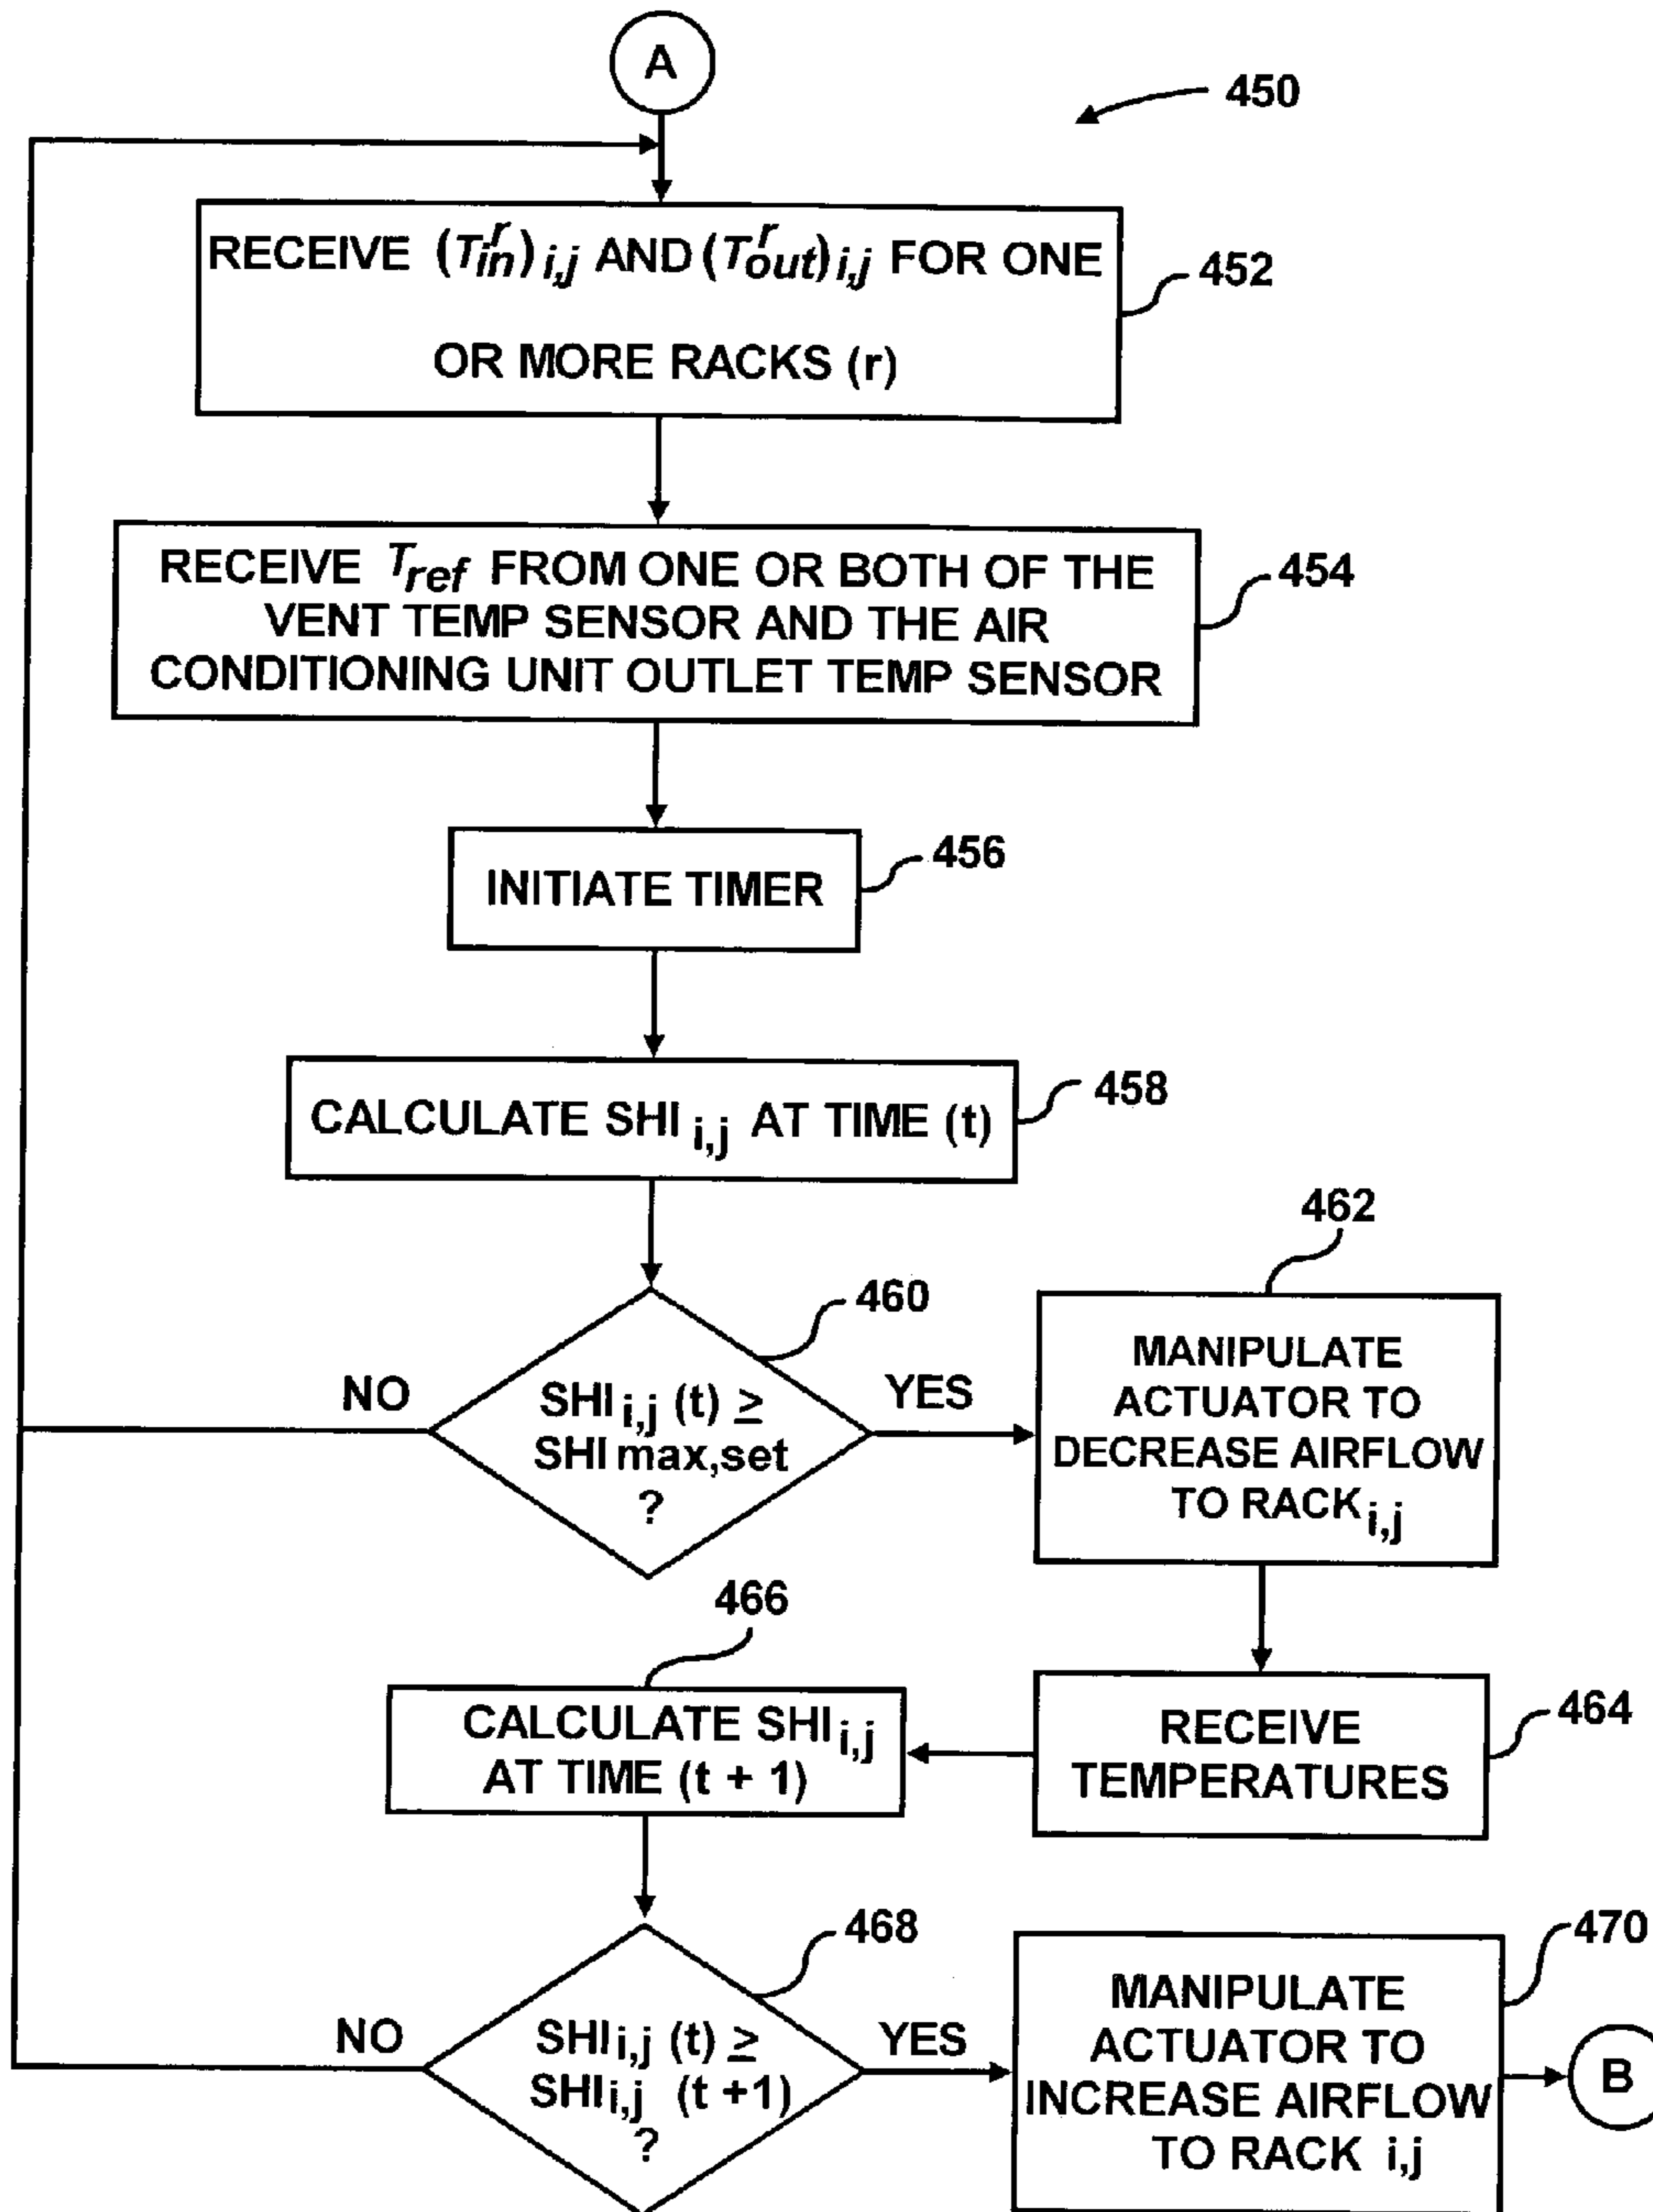 A
450
RECEIVE (T^r_in)_i,j AND (T^r_out)_i,j FOR ONE
OR MORE RACKS (r)
452
RECEIVE T_ref FROM ONE OR BOTH OF THE
VENT TEMP SENSOR AND THE AIR
CONDITIONING UNIT OUTLET TEMP SENSOR
454
INITIATE TIMER
456
CALCULATE SHI i,j AT TIME (t)
458
460
SHI i,j (t) ≥
SHI max,set
?
NO
YES
462
MANIPULATE
ACTUATOR TO
DECREASE AIRFLOW
TO RACK i,j
464
RECEIVE
TEMPERATURES
466
CALCULATE SHI i,j
AT TIME (t + 1)
468
SHI i,j (t) ≥
SHI i,j (t +1)
?
NO
YES
470
MANIPULATE
ACTUATOR TO
INCREASE AIRFLOW
TO RACK i,j
B